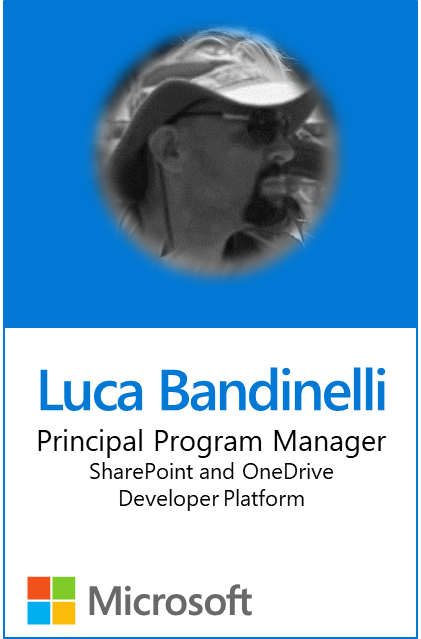 Luca Bandinelli
Principal Program Manager
SharePoint and OneDrive
Developer Platform
Microsoft